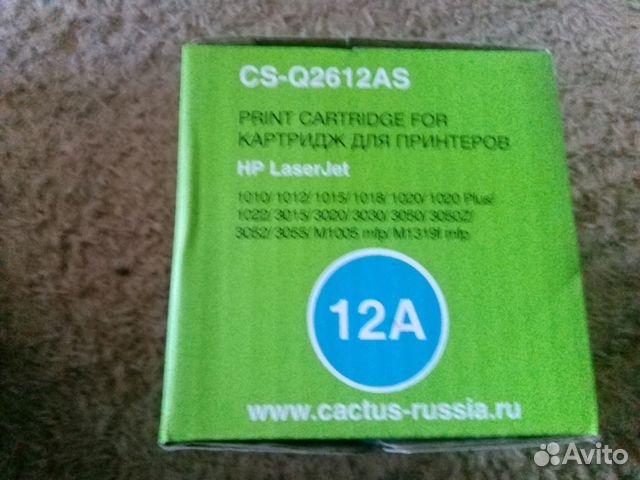 CS-Q2612AS
PRINT CARTRIDGE FOR
КАРТРИДЖ ДЛЯ ПРИНТЕРОВ
HP LaserJet
1010/ 1012/ 1015/ 1018/ 1020/ 1020 Plus/
1022/ 3015/ 3020/ 3030/ 3050/ 3050Z/
3052/ 3055/ M1005 mfp/ M1319f mfp
12A
www.cactus-russia.ru
Avito